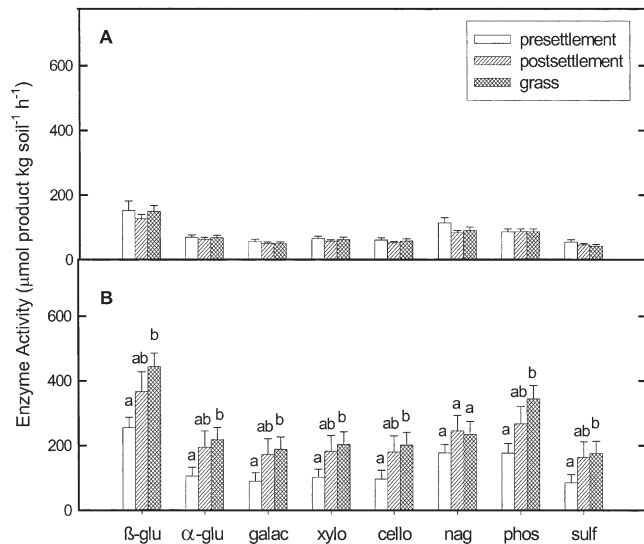 A
presettlement
postsettlement
grass
600
400
200
0
Enzyme Activity (μmol product kg soil⁻¹ h⁻¹)
B
600
400
200
0
a ab b
a ab b
a ab b
a ab b
a ab b
a a a
a ab b
a ab b
ß-glu α-glu galac xylo cello nag phos sulf